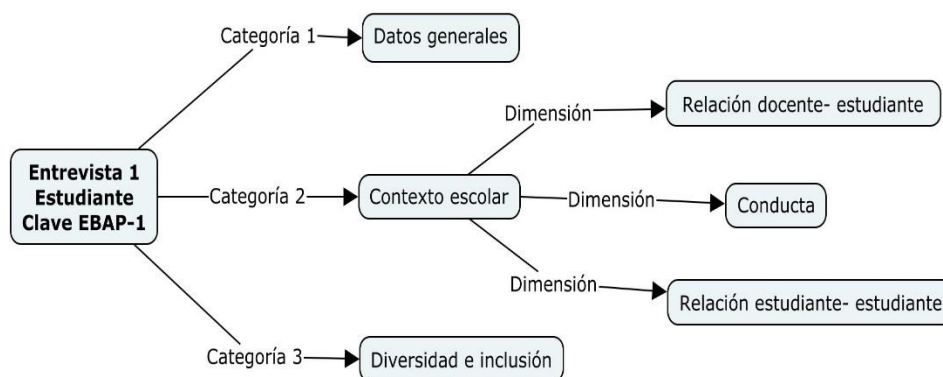 Categoría 1
Datos generales
Dimensión
Relación docente- estudiante
Entrevista 1
Estudiante
Clave EBAP-1
Categoría 2
Contexto escolar
Dimensión
Conducta
Dimensión
Relación estudiante- estudiante
Categoría 3
Diversidad e inclusión